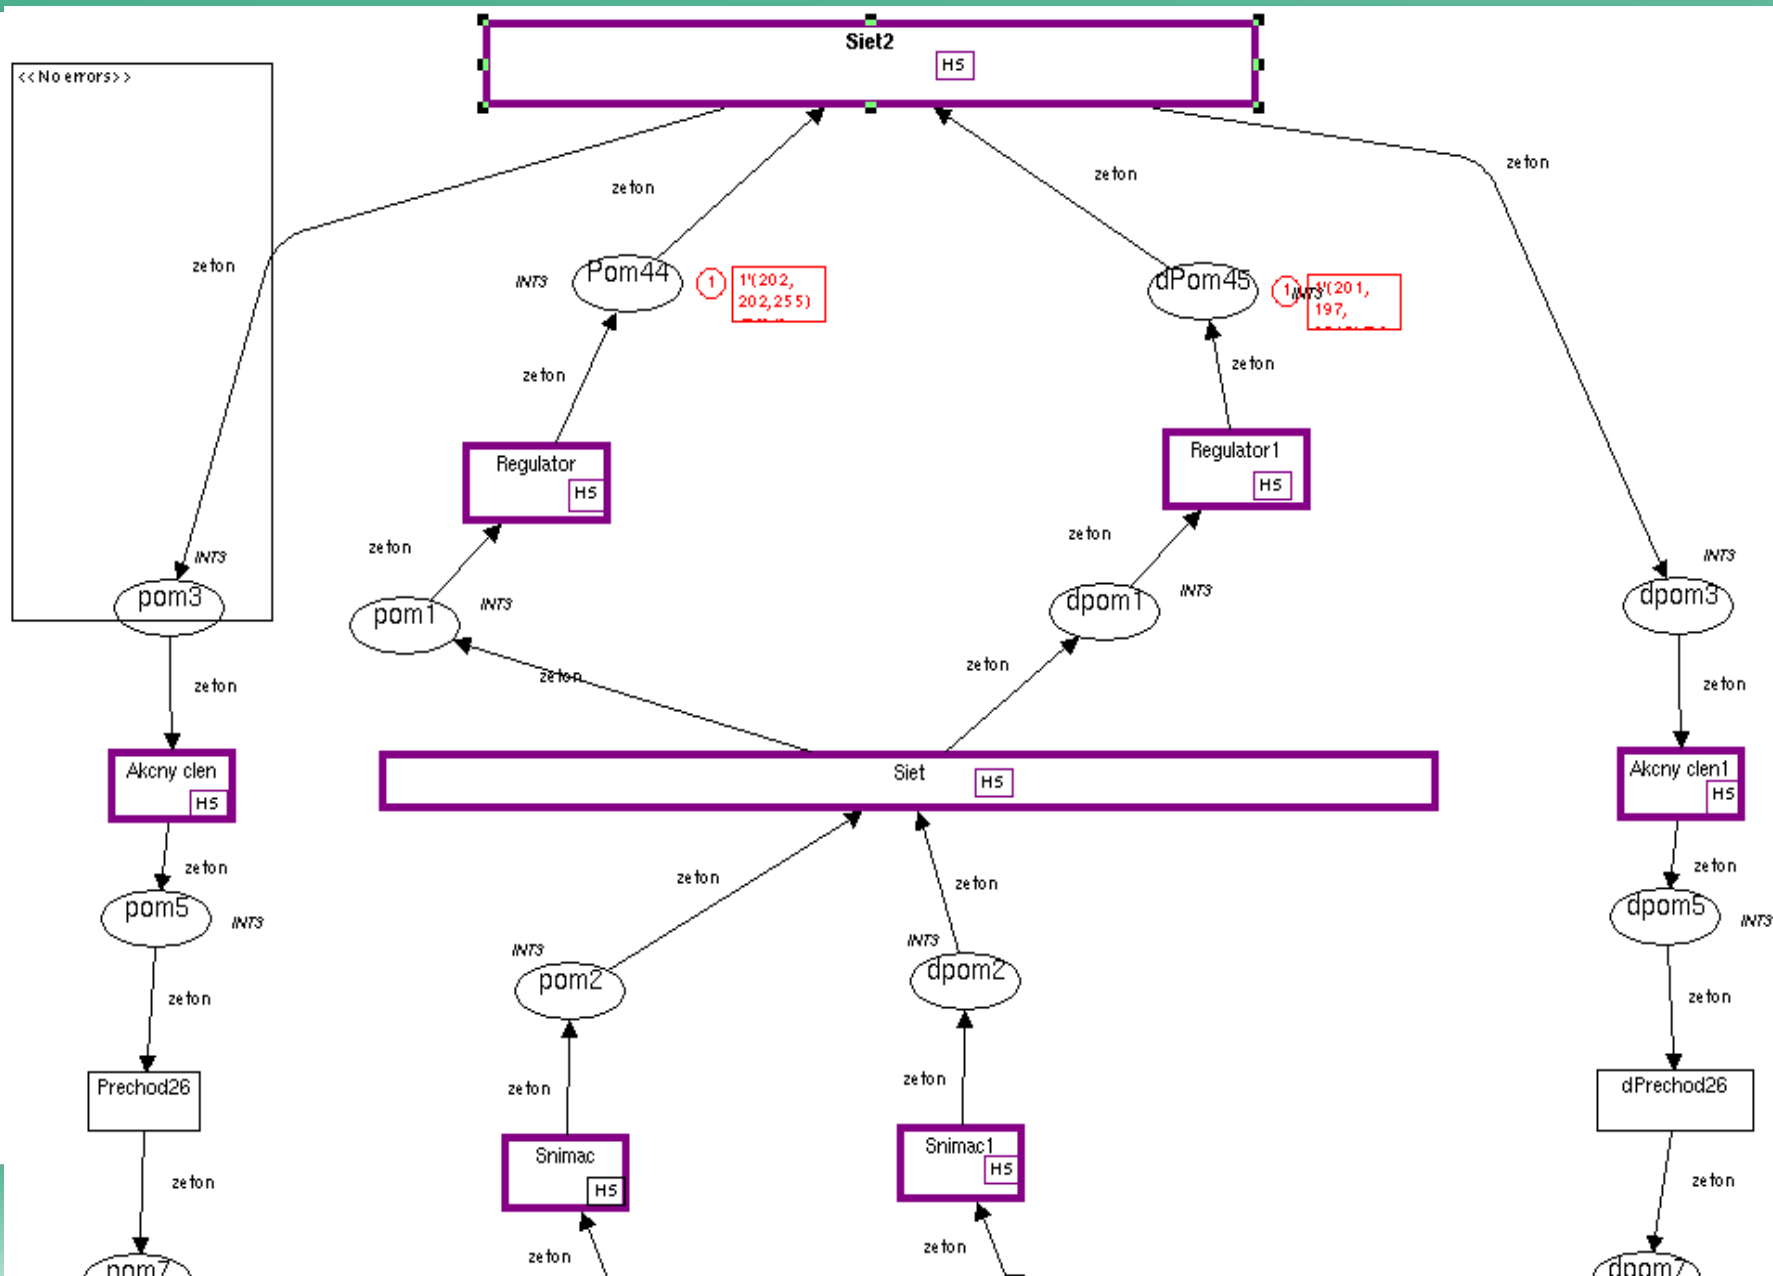 Siet2
HS
<<No errors>>
zeton
zeton
zeton
zeton
INT3
Pom44
1
1'(202,
202,255)
dPom45
1
INT3
1'(201,
197,
zeton
zeton
Regulator
HS
Regulator1
HS
zeton
zeton
INT3
pom3
pom1
INT3
dpom1
INT3
INT3
dpom3
zeton
zeton
zeton
zeton
Akcny clen
HS
Siet
HS
Akcny clen1
HS
zeton
zeton
zeton
zeton
pom5
INT3
dpom5
INT3
INT3
pom2
INT3
dpom2
zeton
zeton
Prechod26
zeton
zeton
dPrechod26
Snimac
HS
Snimac1
HS
zeton
zeton
zeton
zeton
pom7
dpom7